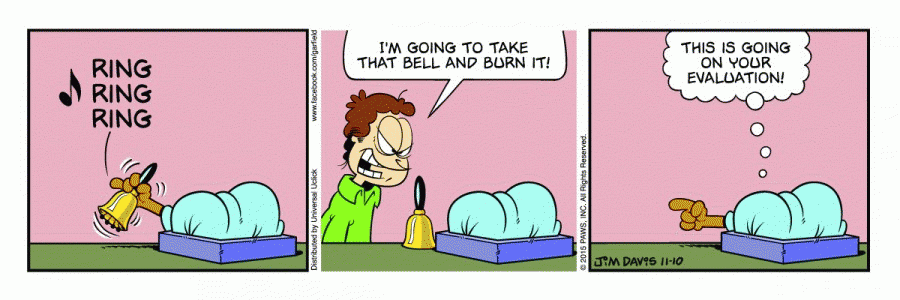 RING
RING
RING
www.facebook.com/garfield
Distributed by Universal Uclick
I'M GOING TO TAKE
THAT BELL AND BURN IT!
© 2015 PAWS, INC. All Rights Reserved.
THIS IS GOING
ON YOUR
EVALUATION!
JIM DAVIS 11-10